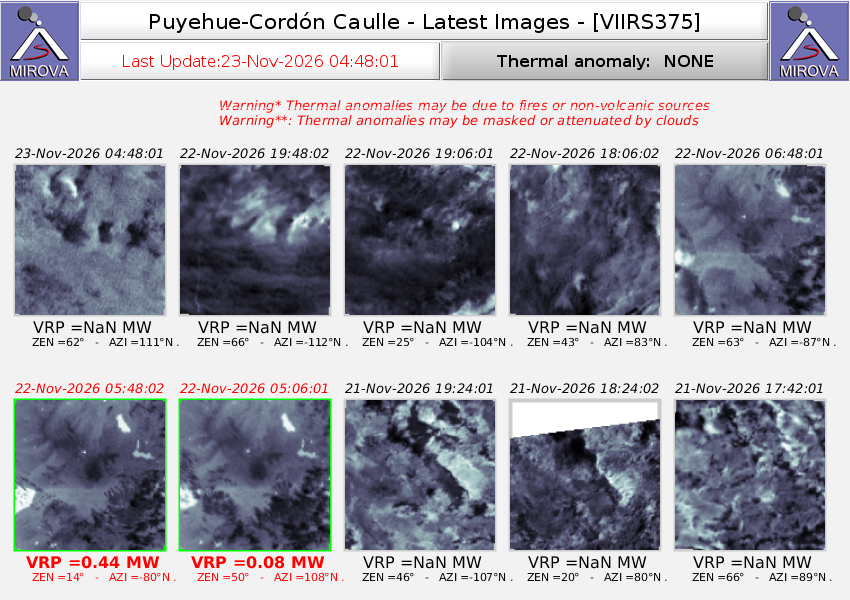 Puyehue-Cordón Caulle - Latest Images - [VIIRS375]
MIROVA
Last Update:23-Nov-2026 04:48:01
Thermal anomaly: NONE
MIROVA
Warning* Thermal anomalies may be due to fires or non-volcanic sources
Warning**: Thermal anomalies may be masked or attenuated by clouds
23-Nov-2026 04:48:01
22-Nov-2026 19:48:02
22-Nov-2026 19:06:01
22-Nov-2026 18:06:02
22-Nov-2026 06:48:01
VRP =NaN MW
VRP =NaN MW
VRP =NaN MW
VRP =NaN MW
VRP =NaN MW
ZEN =62° - AZI =111°N .
ZEN =66° - AZI =-112°N .
ZEN =25° - AZI =-104°N .
ZEN =43° - AZI =83°N .
ZEN =63° - AZI =-87°N .
22-Nov-2026 05:48:02
22-Nov-2026 05:06:01
21-Nov-2026 19:24:01
21-Nov-2026 18:24:02
21-Nov-2026 17:42:01
VRP =0.44 MW
VRP =0.08 MW
VRP =NaN MW
VRP =NaN MW
VRP =NaN MW
ZEN =14° - AZI =-80°N .
ZEN =50° - AZI =108°N .
ZEN =46° - AZI =-107°N .
ZEN =20° - AZI =80°N .
ZEN =66° - AZI =89°N .